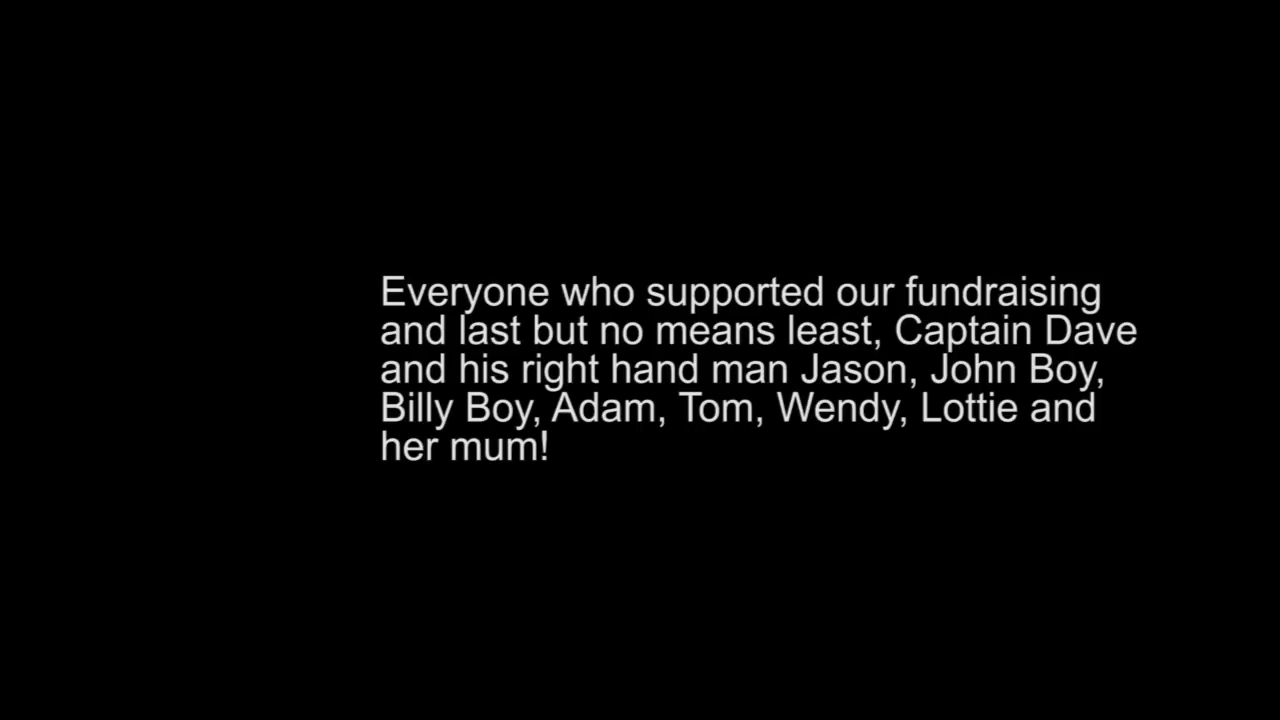 Everyone who supported our fundraising
and last but no means least, Captain Dave
and his right hand man Jason, John Boy,
Billy Boy, Adam, Tom, Wendy, Lottie and
her mum!